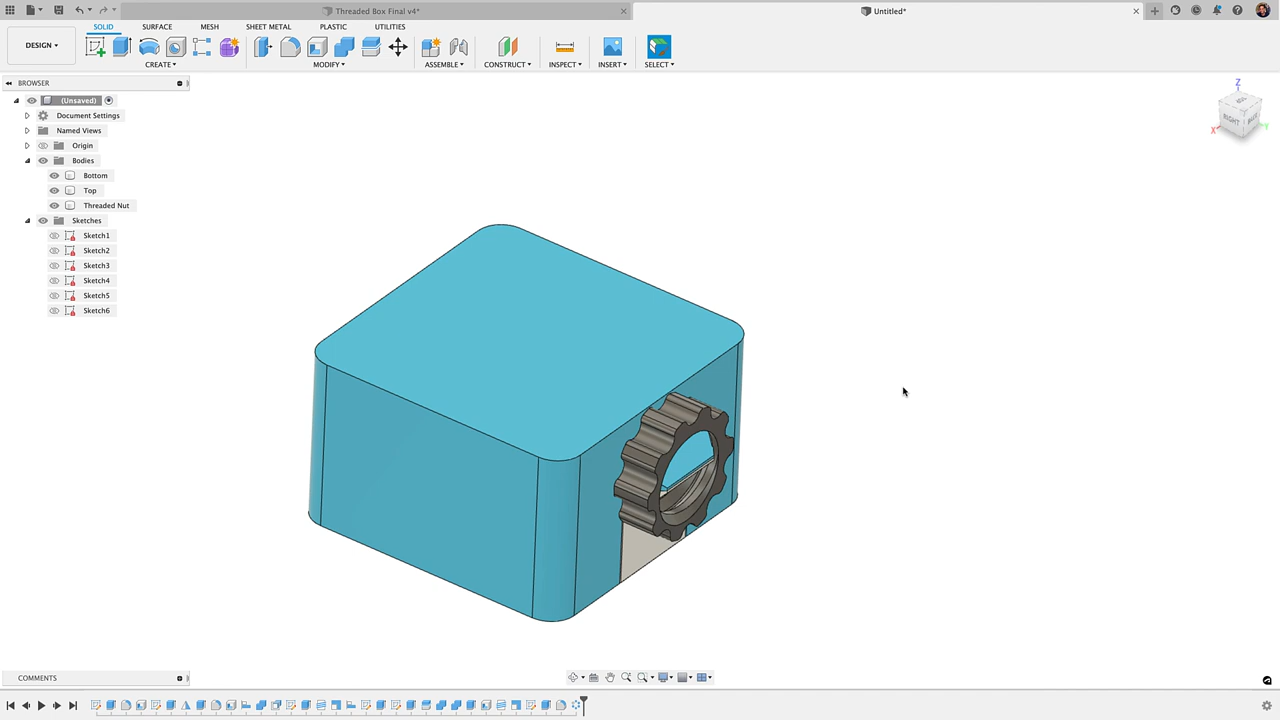 Threaded Box Final v4*
Untitled*
DESIGN
SOLID
SURFACE
MESH
SHEET METAL
PLASTIC
UTILITIES
CREATE
MODIFY
ASSEMBLE
CONSTRUCT
INSPECT
INSERT
SELECT
BROWSER
(Unsaved)
Document Settings
Named Views
Origin
Bodies
Bottom
Top
Threaded Nut
Sketches
Sketch1
Sketch2
Sketch3
Sketch4
Sketch5
Sketch6
Z
RIGHT
X
Y
COMMENTS